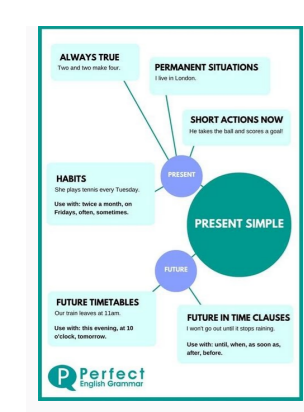 ALWAYS TRUE
Two and two make four.
PERMANENT SITUATIONS
I live in London.
SHORT ACTIONS NOW
He takes the ball and scores a goal!
PRESENT
HABITS
She plays tennis every Tuesday.
Use with: twice a month, on
Fridays, often, sometimes.
PRESENT SIMPLE
FUTURE
FUTURE TIMETABLES
Our train leaves at 11am.
Use with: this evening, at 10
o'clock, tomorrow.
FUTURE IN TIME CLAUSES
I won't go out until it stops raining.
Use with: until, when, as soon as,
after, before.
P Perfect
English Grammar